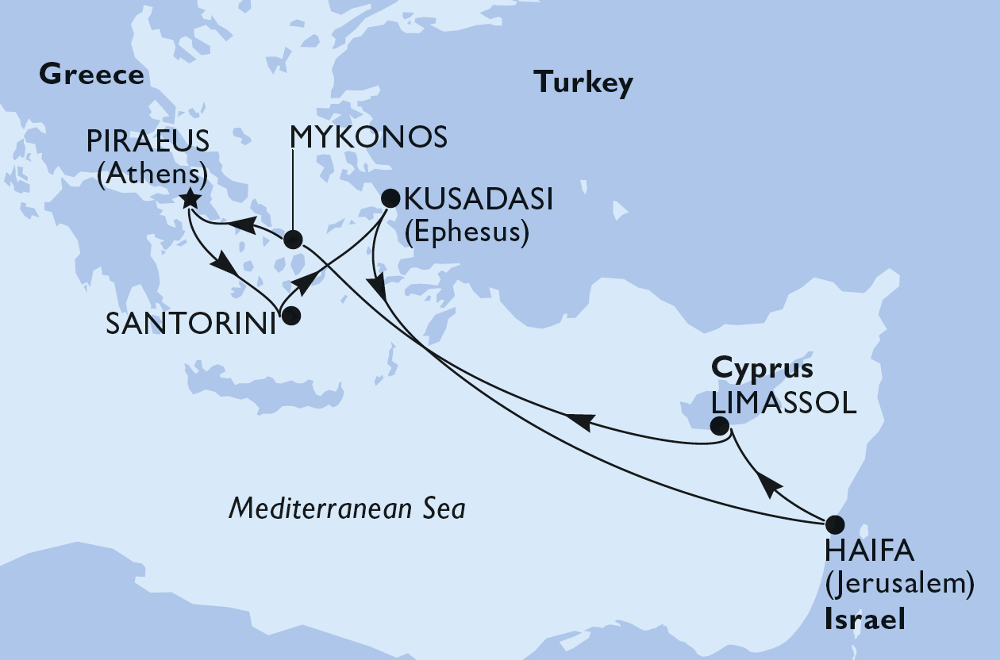 Greece
Turkey
PIRAEUS
(Athens)
MYKONOS
KUSADASI
(Ephesus)
SANTORINI
Cyprus
LIMASSOL
Mediterranean Sea
HAIFA
(Jerusalem)
Israel